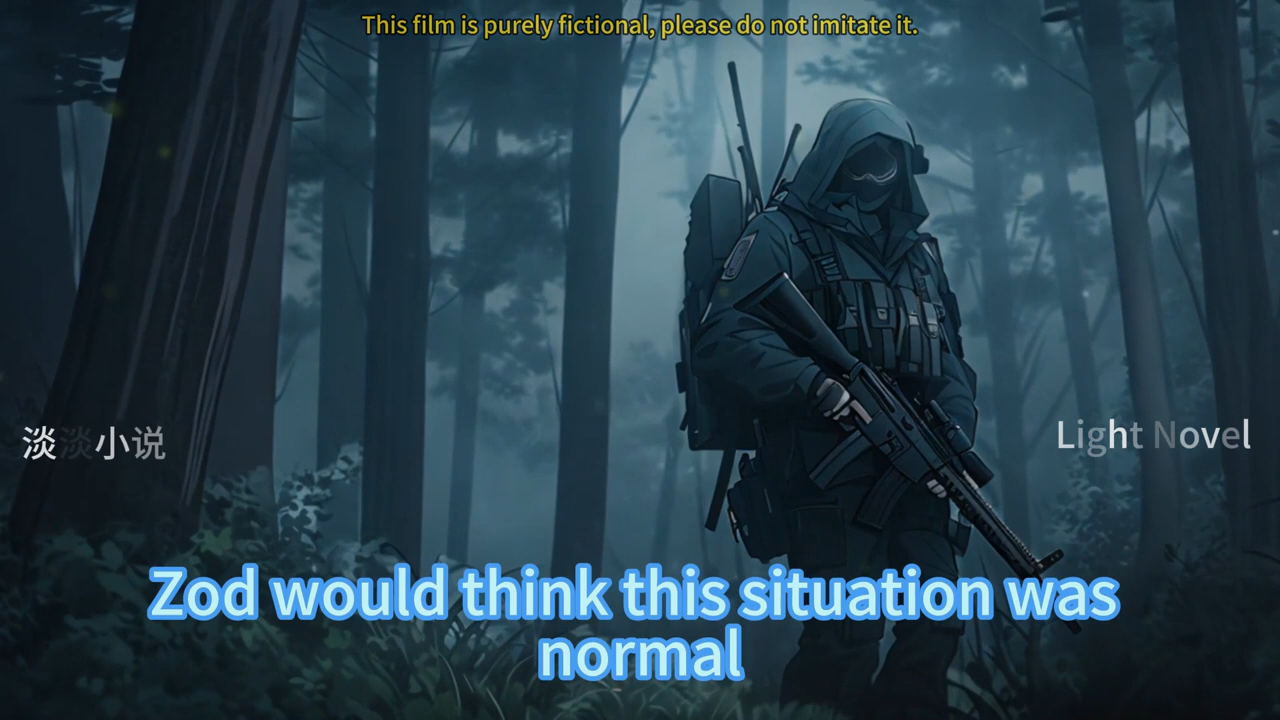 This film is purely fictional, please do not imitate it.
淡淡小说
Light Novel
Zod would think this situation was
normal